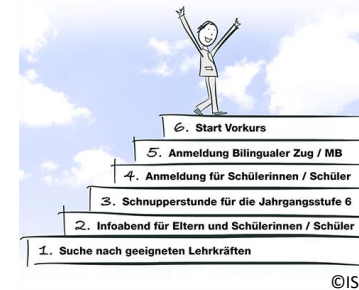 6. Start Vorkurs
5. Anmeldung Bilingualer Zug / MB
4. Anmeldung für Schülerinnen / Schüler
3. Schnupperstunde für die Jahrgangsstufe 6
2. Infoabend für Eltern und Schülerinnen / Schüler
1. Suche nach geeigneten Lehrkräften
©IS